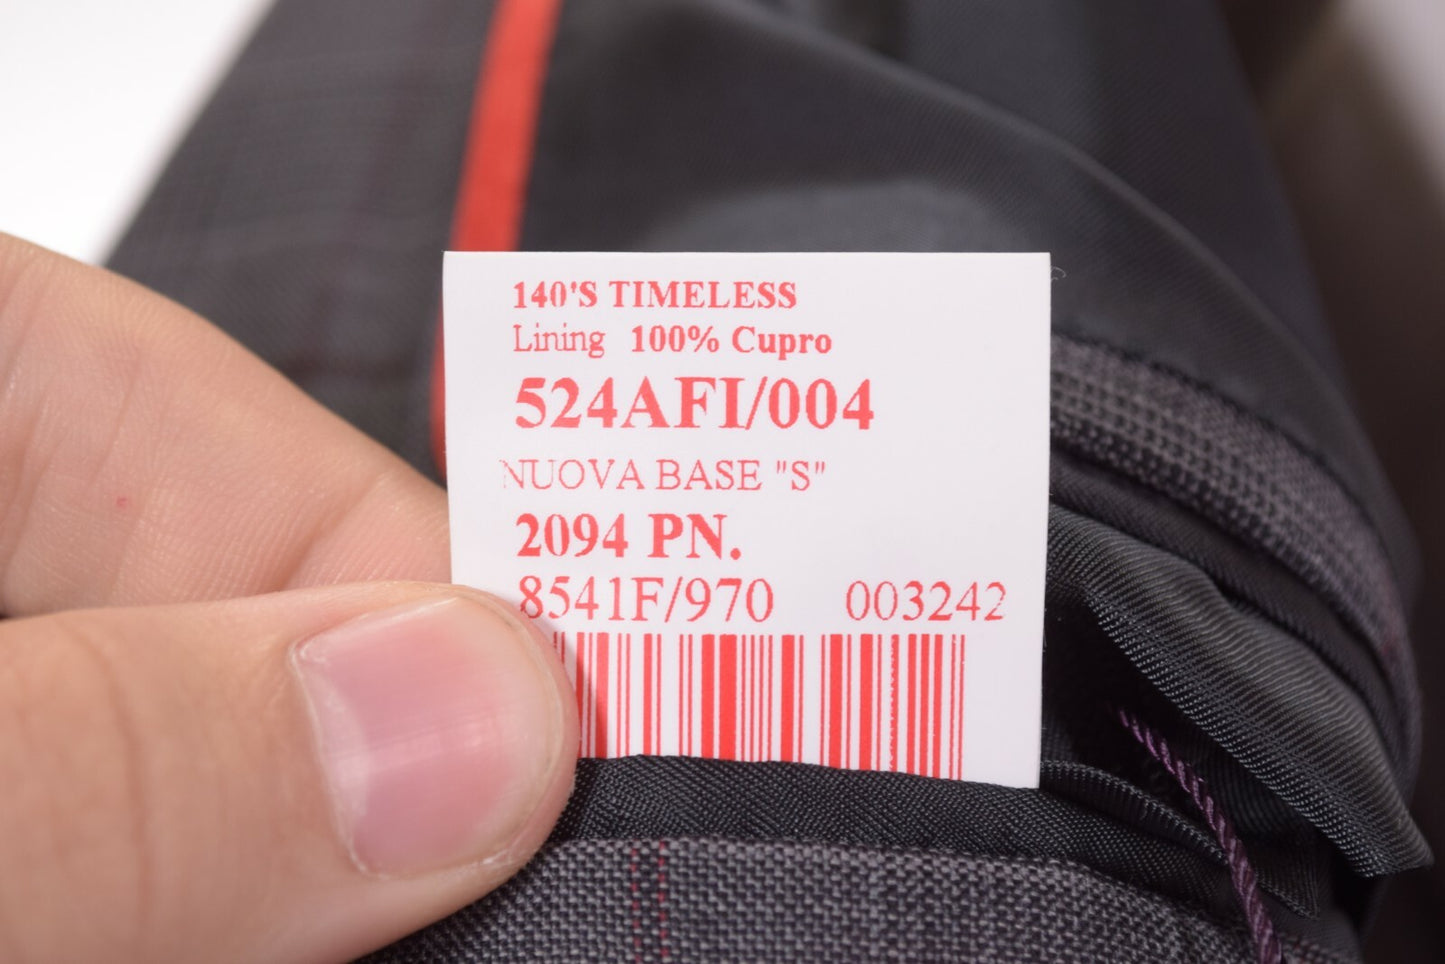 140'S TIMELESS
Lining 100% Cupro
524AFI/004
NUOVA BASE "S"
2094 PN.
8541F/970 003242